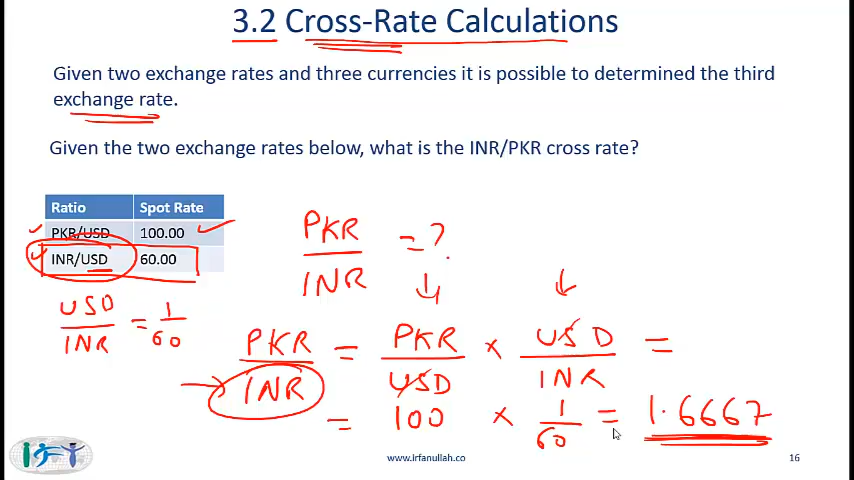 3.2 Cross-Rate Calculations
Given two exchange rates and three currencies it is possible to determined the third
exchange rate.
Given the two exchange rates below, what is the INR/PKR cross rate?
Ratio Spot Rate
PKR/USD 100.00
INR/USD 60.00
PKR/INR = ?
USD/INR = 1/60
PKR/INR = PKR/USD × USD/INR =
= 100 × 1/60 = 1.6667
www.irfanullah.co
16